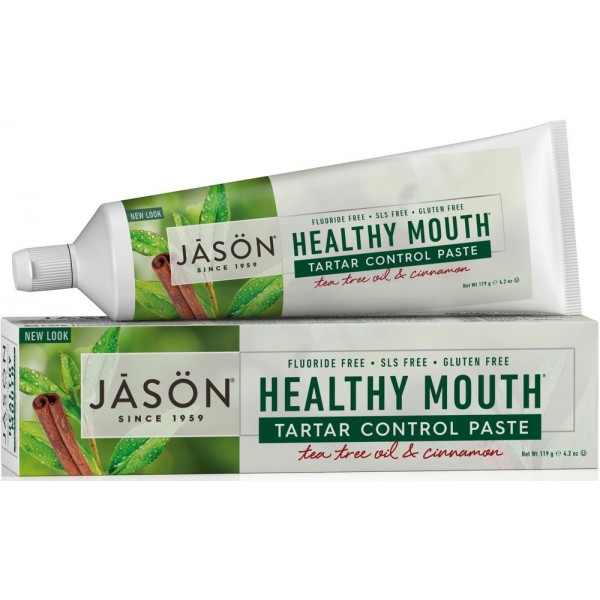 NEW LOOK
JĀSÖN®
SINCE 1959
FLUORIDE FREE • SLS FREE • GLUTEN FREE
HEALTHY MOUTH®
TARTAR CONTROL PASTE
tea tree oil & cinnamon
Net Wt 119 g e 4.2 oz
NEW LOOK
JĀSÖN®
SINCE 1959
FLUORIDE FREE • SLS FREE • GLUTEN FREE
HEALTHY MOUTH®
TARTAR CONTROL PASTE
tea tree oil & cinnamon
Net Wt 119 g e 4.2 oz
JĀSÖN